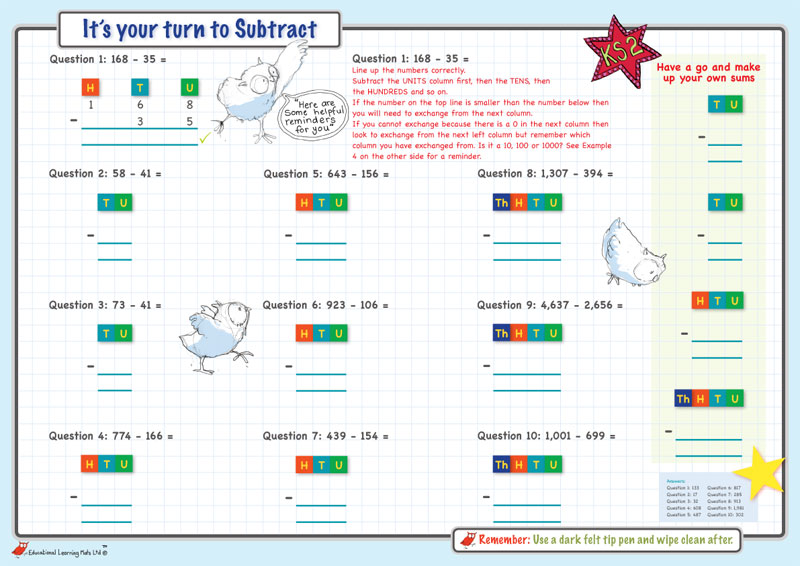 It's your turn to Subtract
Question 1: 168 - 35 =
H T U
1 6 8
- 3 5
"Here are
Some helpful
reminders
for you"
Question 1: 168 - 35 =
Line up the numbers correctly.
Subtract the UNITS column first, then the TENS, then
the HUNDREDS and so on.
If the number on the top line is smaller than the number below then
you will need to exchange from the next column.
If you cannot exchange because there is a 0 in the next column then
look to exchange from the next left column but remember which
column you have exchanged from. Is it a 10, 100 or 1000? See Example
4 on the other side for a reminder.
KS2
Have a go and make
up your own sums
T U
-
T U
-
H T U
-
Th H T U
-
Question 2: 58 - 41 =
T U
-
Question 5: 643 - 156 =
H T U
-
Question 8: 1,307 - 394 =
Th H T U
-
Question 3: 73 - 41 =
T U
-
Question 6: 923 - 106 =
H T U
-
Question 9: 4,637 - 2,656 =
Th H T U
-
Question 4: 774 - 166 =
H T U
-
Question 7: 439 - 154 =
H T U
-
Question 10: 1,001 - 699 =
Th H T U
-
Answers:
Question 1: 133 Question 6: 817
Question 2: 17 Question 7: 285
Question 3: 32 Question 8: 913
Question 4: 608 Question 9: 1,981
Question 5: 487 Question 10: 302
Remember: Use a dark felt tip pen and wipe clean after.
Educational Learning Mats Ltd © ™